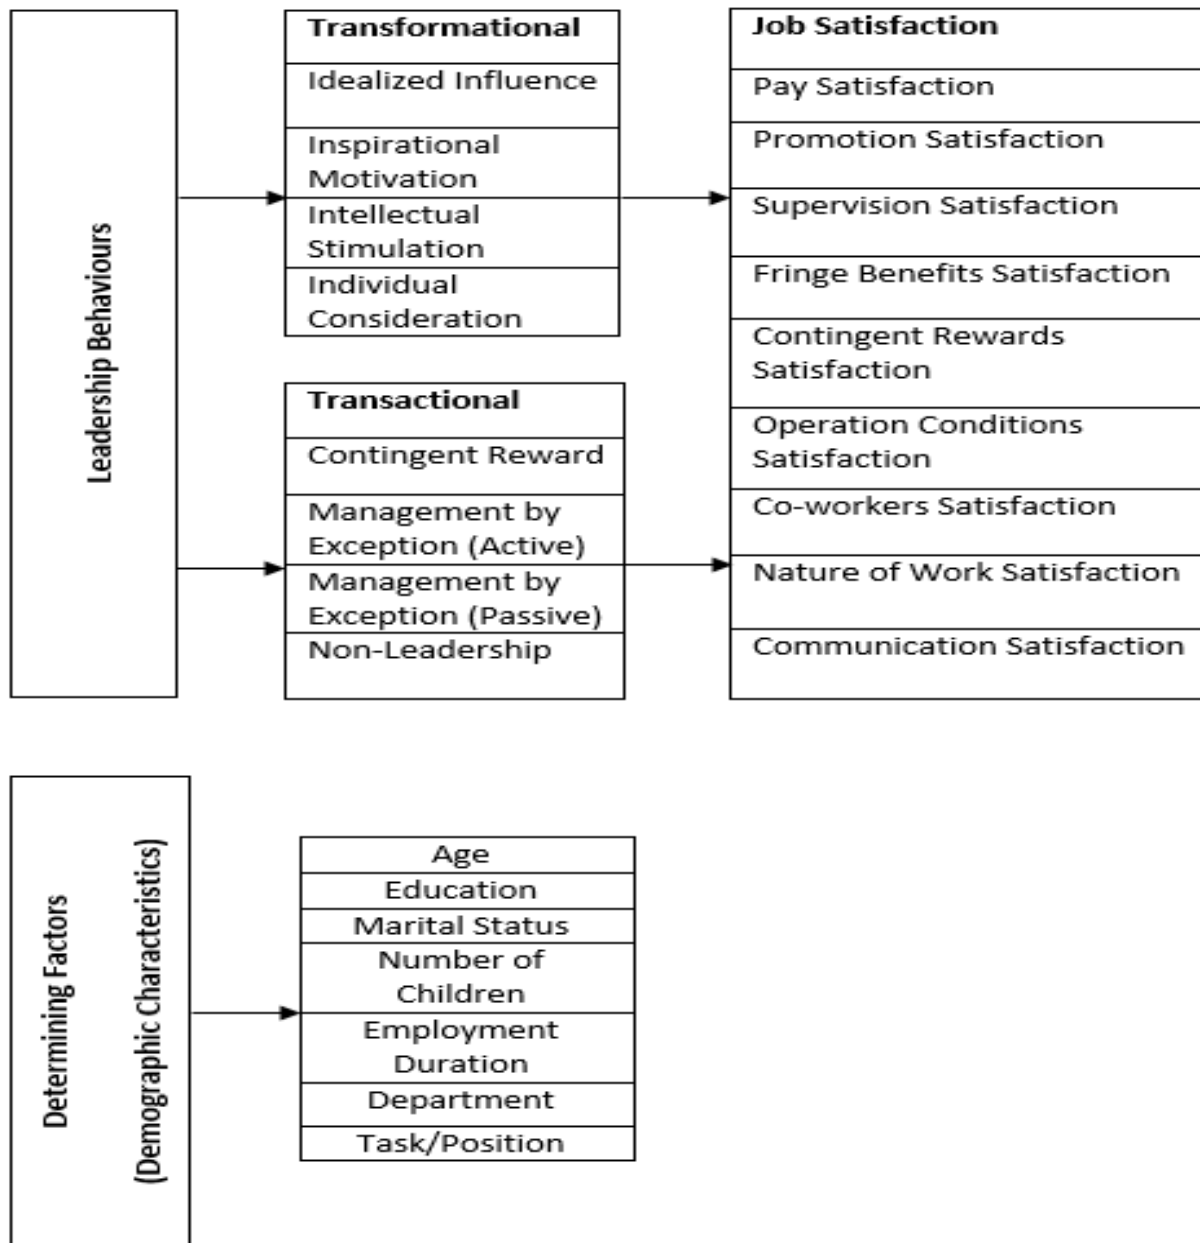 Leadership Behaviours
Transformational
Idealized Influence
Inspirational
Motivation
Intellectual
Stimulation
Individual
Consideration
Transactional
Contingent Reward
Management by
Exception (Active)
Management by
Exception (Passive)
Non-Leadership
Job Satisfaction
Pay Satisfaction
Promotion Satisfaction
Supervision Satisfaction
Fringe Benefits Satisfaction
Contingent Rewards
Satisfaction
Operation Conditions
Satisfaction
Co-workers Satisfaction
Nature of Work Satisfaction
Communication Satisfaction
Determining Factors
(Demographic Characteristics)
Age
Education
Marital Status
Number of
Children
Employment
Duration
Department
Task/Position